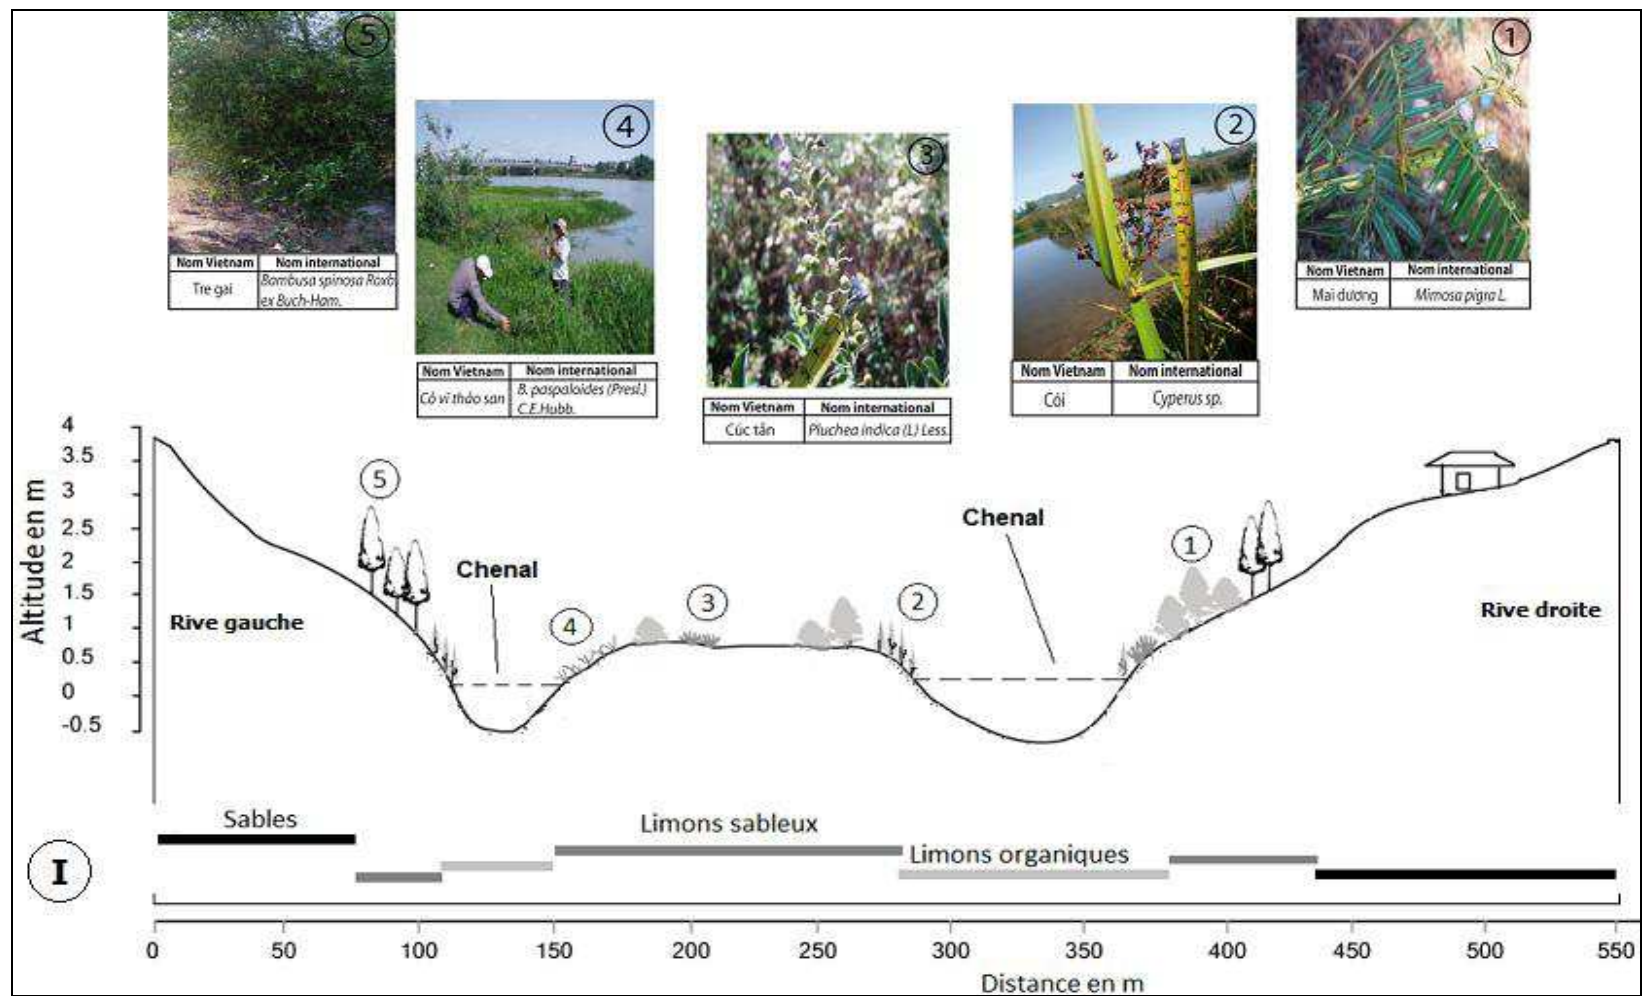 5
Nom Vietnam Nom international
Tre gai Bambusa spinosa Roxb
ex Buch-Ham.
4
Nom Vietnam Nom international
Cỏ vi thảo san B. paspaloides (Presl.)
C.E.Hubb.
3
Nom Vietnam Nom international
Cúc tần Pluchea indica (L) Less.
2
Nom Vietnam Nom international
Cói Cyperus sp.
1
Nom Vietnam Nom international
Mai dương Mimosa pigra L.
Altitude en m
4
3.5
3
2.5
2
1.5
1
0.5
0
-0.5
5
Chenal
Rive gauche
4
3
2
Chenal
1
Rive droite
Sables
Limons sableux
Limons organiques
I
0 50 100 150 200 250 300 350 400 450 500 550
Distance en m